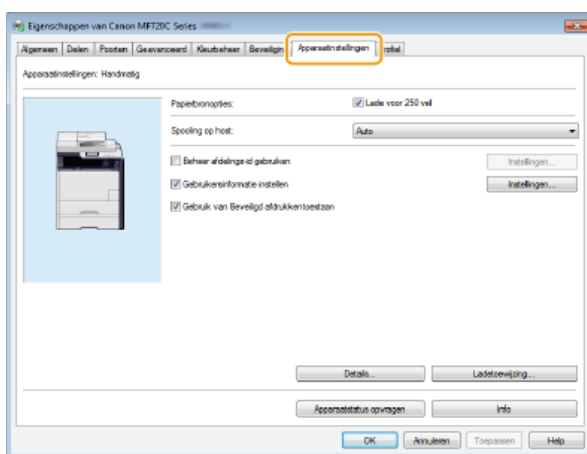 Eigenschappen van Canon MF720C Series
Algemeen Delen Poorten Geavanceerd Kleurbeheer Beveiligin Apparaatinstellingen rofiel
Apparaatinstellingen: Handmatig
Papierbronopties: Lade voor 250 vel
Spooling op host: Auto
Beheer afdelings-id gebruiken Instellingen...
Gebruikersinformatie instellen Instellingen...
Gebruik van Beveiligd afdrukken toestaan
Details... Ladetoewijzing...
Apparaatstatus opvragen Info
OK Annuleren Toepassen Help